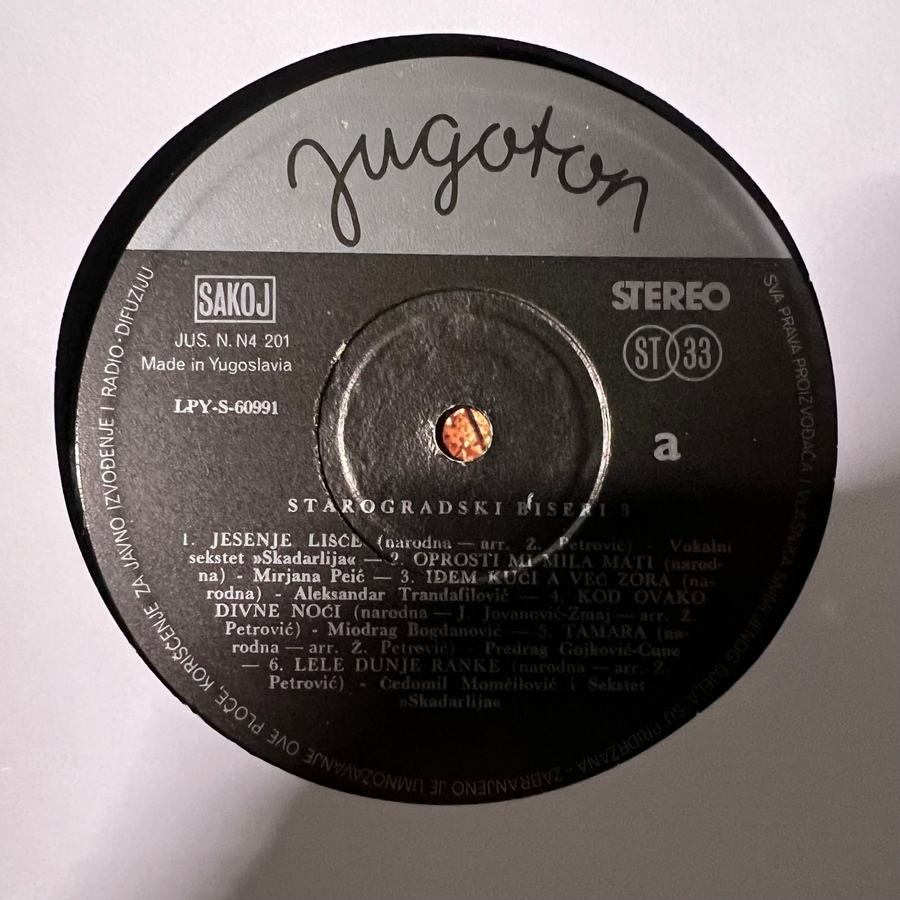 jugoton
SAKOJ
JUS. N. N4 201
Made in Yugoslavia
LPY-S-60991
STEREO
ST 33
a
STAROGRADSKI BISERI 3
1. JESENJE LIŠĆE (narodna — arr. Ž. Petrović) - Vokalni
sekstet »Skadarlija« — 2. OPROSTI MI MILA MATI (narod-
na) - Mirjana Peić — 3. IDEM KUĆI A VEĆ ZORA (na-
rodna) - Aleksandar Trandafilović — 4. KOD OVAKO
DIVNE NOĆI (narodna — J. Jovanović-Zmaj — arr. Ž.
Petrović) - Miodrag Bogdanović — 5. TAMARA (na-
rodna — arr. Ž. Petrović) - Predrag Gojković-Cune
— 6. LELE DUNJE RANKE (narodna — arr. Ž.
Petrović) - Čedomil Momčilović i Sekstet
»Skadarlija«
SVA PRAVA PROIZVOĐAČA I VLASNIKA SNIMLJENOG DJELA SU PRIDRŽANA - ZABRANJENO JE UMNOŽAVANJE OVE PLOČE, KORIŠĆENJE ZA JAVNO IZVOĐENJE I RADIO-DIFUZIJU